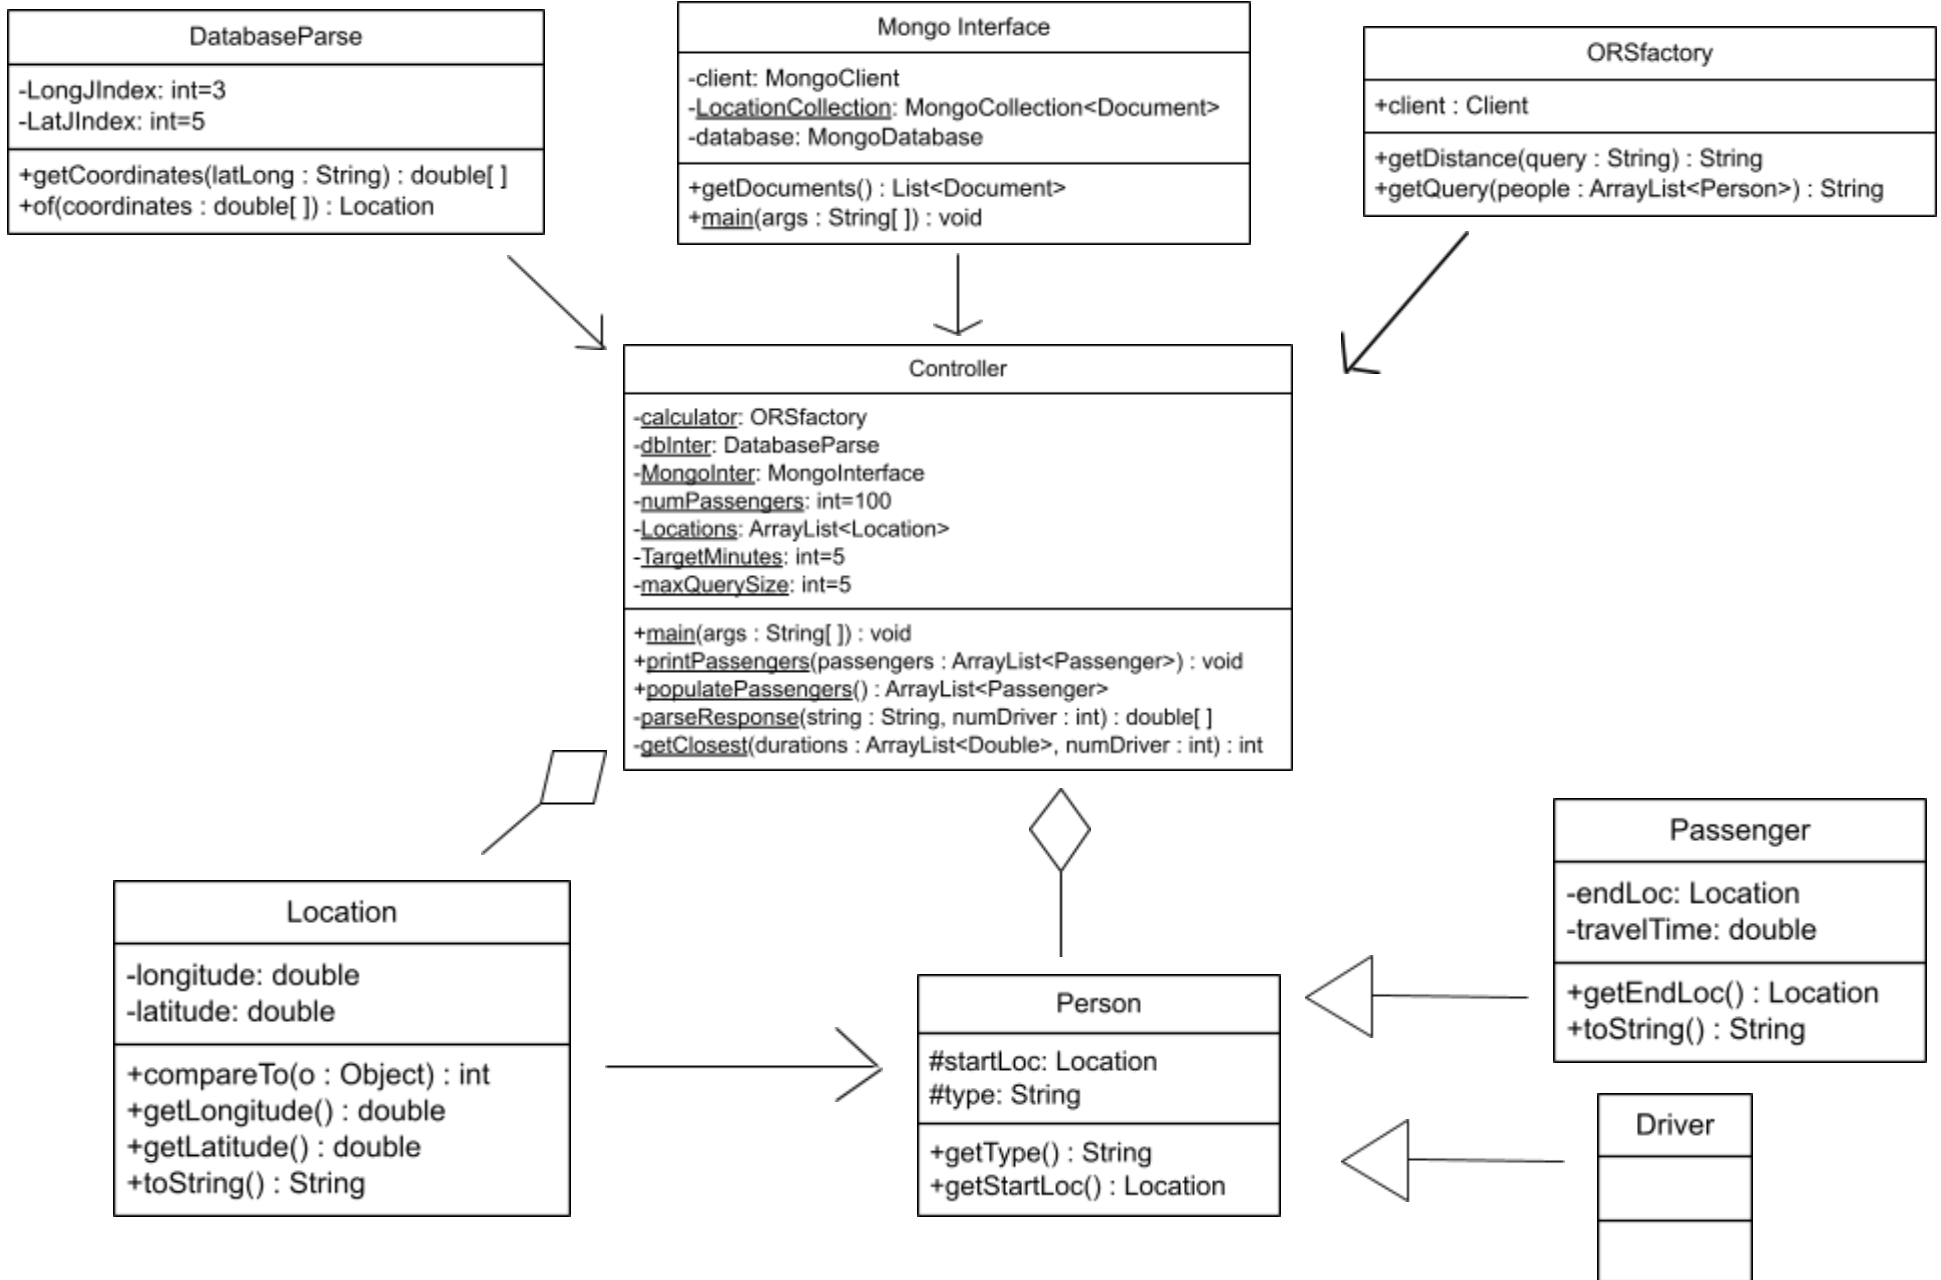 DatabaseParse
-LongJIndex: int=3
-LatJIndex: int=5
+getCoordinates(latLong : String) : double[ ]
+of(coordinates : double[ ]) : Location
Mongo Interface
-client: MongoClient
-LocationCollection: MongoCollection<Document>
-database: MongoDatabase
+getDocuments() : List<Document>
+main(args : String[ ]) : void
ORSfactory
+client : Client
+getDistance(query : String) : String
+getQuery(people : ArrayList<Person>) : String
Controller
-calculator: ORSfactory
-dbInter: DatabaseParse
-MongoInter: MongoInterface
-numPassengers: int=100
-Locations: ArrayList<Location>
-TargetMinutes: int=5
-maxQuerySize: int=5
+main(args : String[ ]) : void
+printPassengers(passengers : ArrayList<Passenger>) : void
+populatePassengers() : ArrayList<Passenger>
-parseResponse(string : String, numDriver : int) : double[ ]
-getClosest(durations : ArrayList<Double>, numDriver : int) : int
Location
-longitude: double
-latitude: double
+compareTo(o : Object) : int
+getLongitude() : double
+getLatitude() : double
+toString() : String
Person
#startLoc: Location
#type: String
+getType() : String
+getStartLoc() : Location
Passenger
-endLoc: Location
-travelTime: double
+getEndLoc() : Location
+toString() : String
Driver